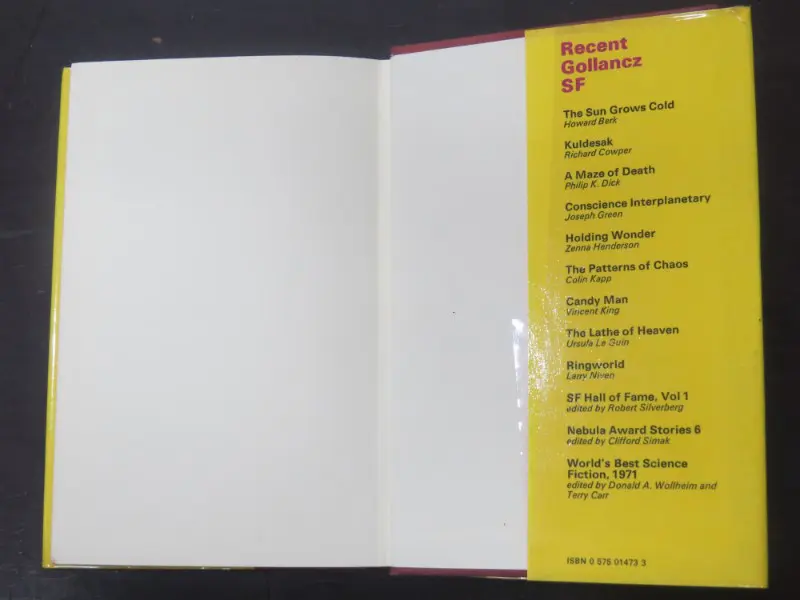 Recent
Gollancz
SF
The Sun Grows Cold
Howard Berk
Kuldesak
Richard Cowper
A Maze of Death
Philip K. Dick
Conscience Interplanetary
Joseph Green
Holding Wonder
Zenna Henderson
The Patterns of Chaos
Colin Kapp
Candy Man
Vincent King
The Lathe of Heaven
Ursula Le Guin
Ringworld
Larry Niven
SF Hall of Fame, Vol 1
edited by Robert Silverberg
Nebula Award Stories 6
edited by Clifford Simak
World's Best Science
Fiction, 1971
edited by Donald A. Wollheim and
Terry Carr
ISBN 0 575 01473 3